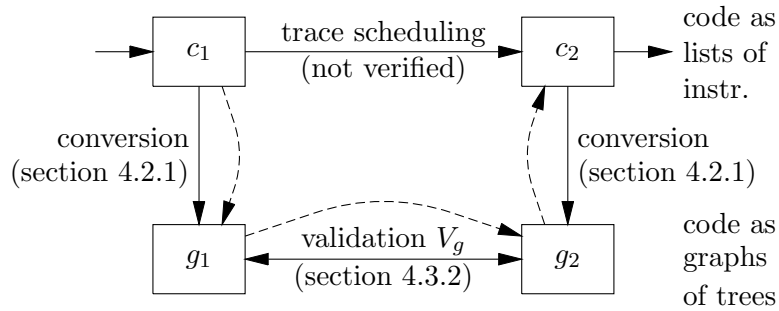 c1
trace scheduling
(not verified)
c2
code as
lists of
instr.
conversion
(section 4.2.1)
conversion
(section 4.2.1)
g1
validation Vg
(section 4.3.2)
g2
code as
graphs
of trees